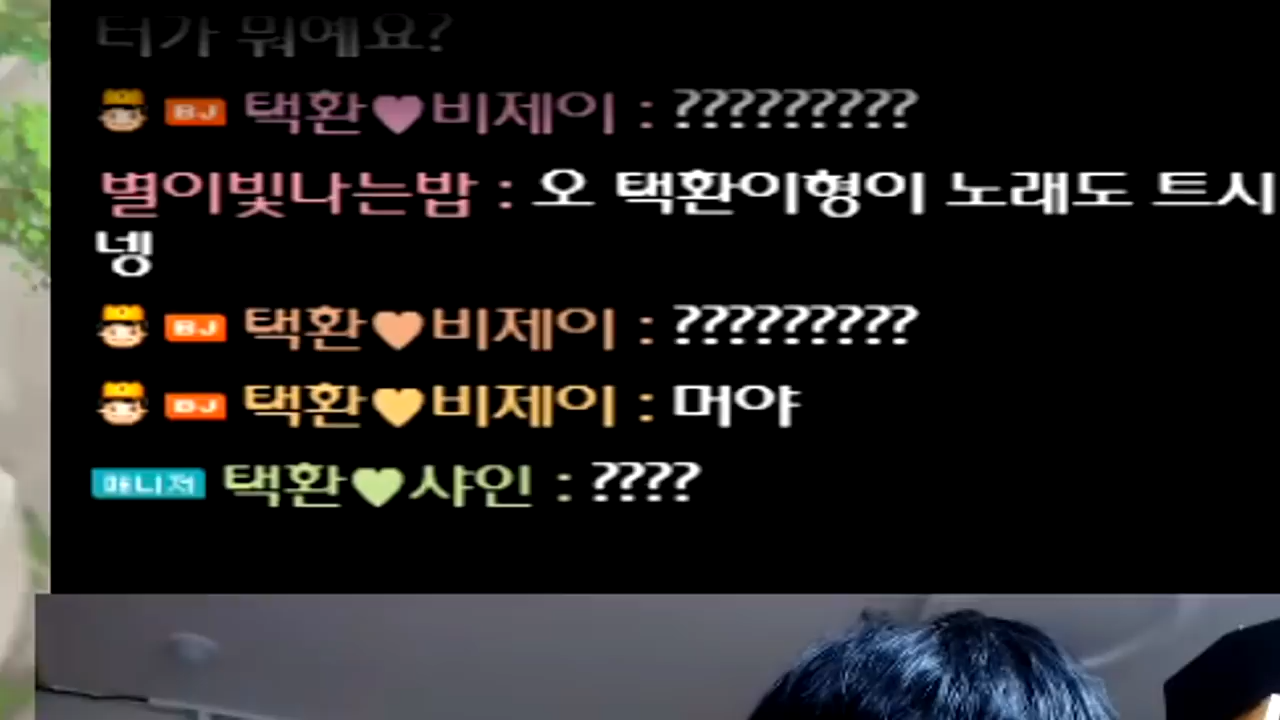 터가 뭐예요?
BJ 택환♥비제이 : ?????????
별이빛나는밥 : 오 택환이형이 노래도 트시
넹
BJ 택환♥비제이 : ?????????
BJ 택환♥비제이 : 머야
매니저 택환♥샤인 : ????